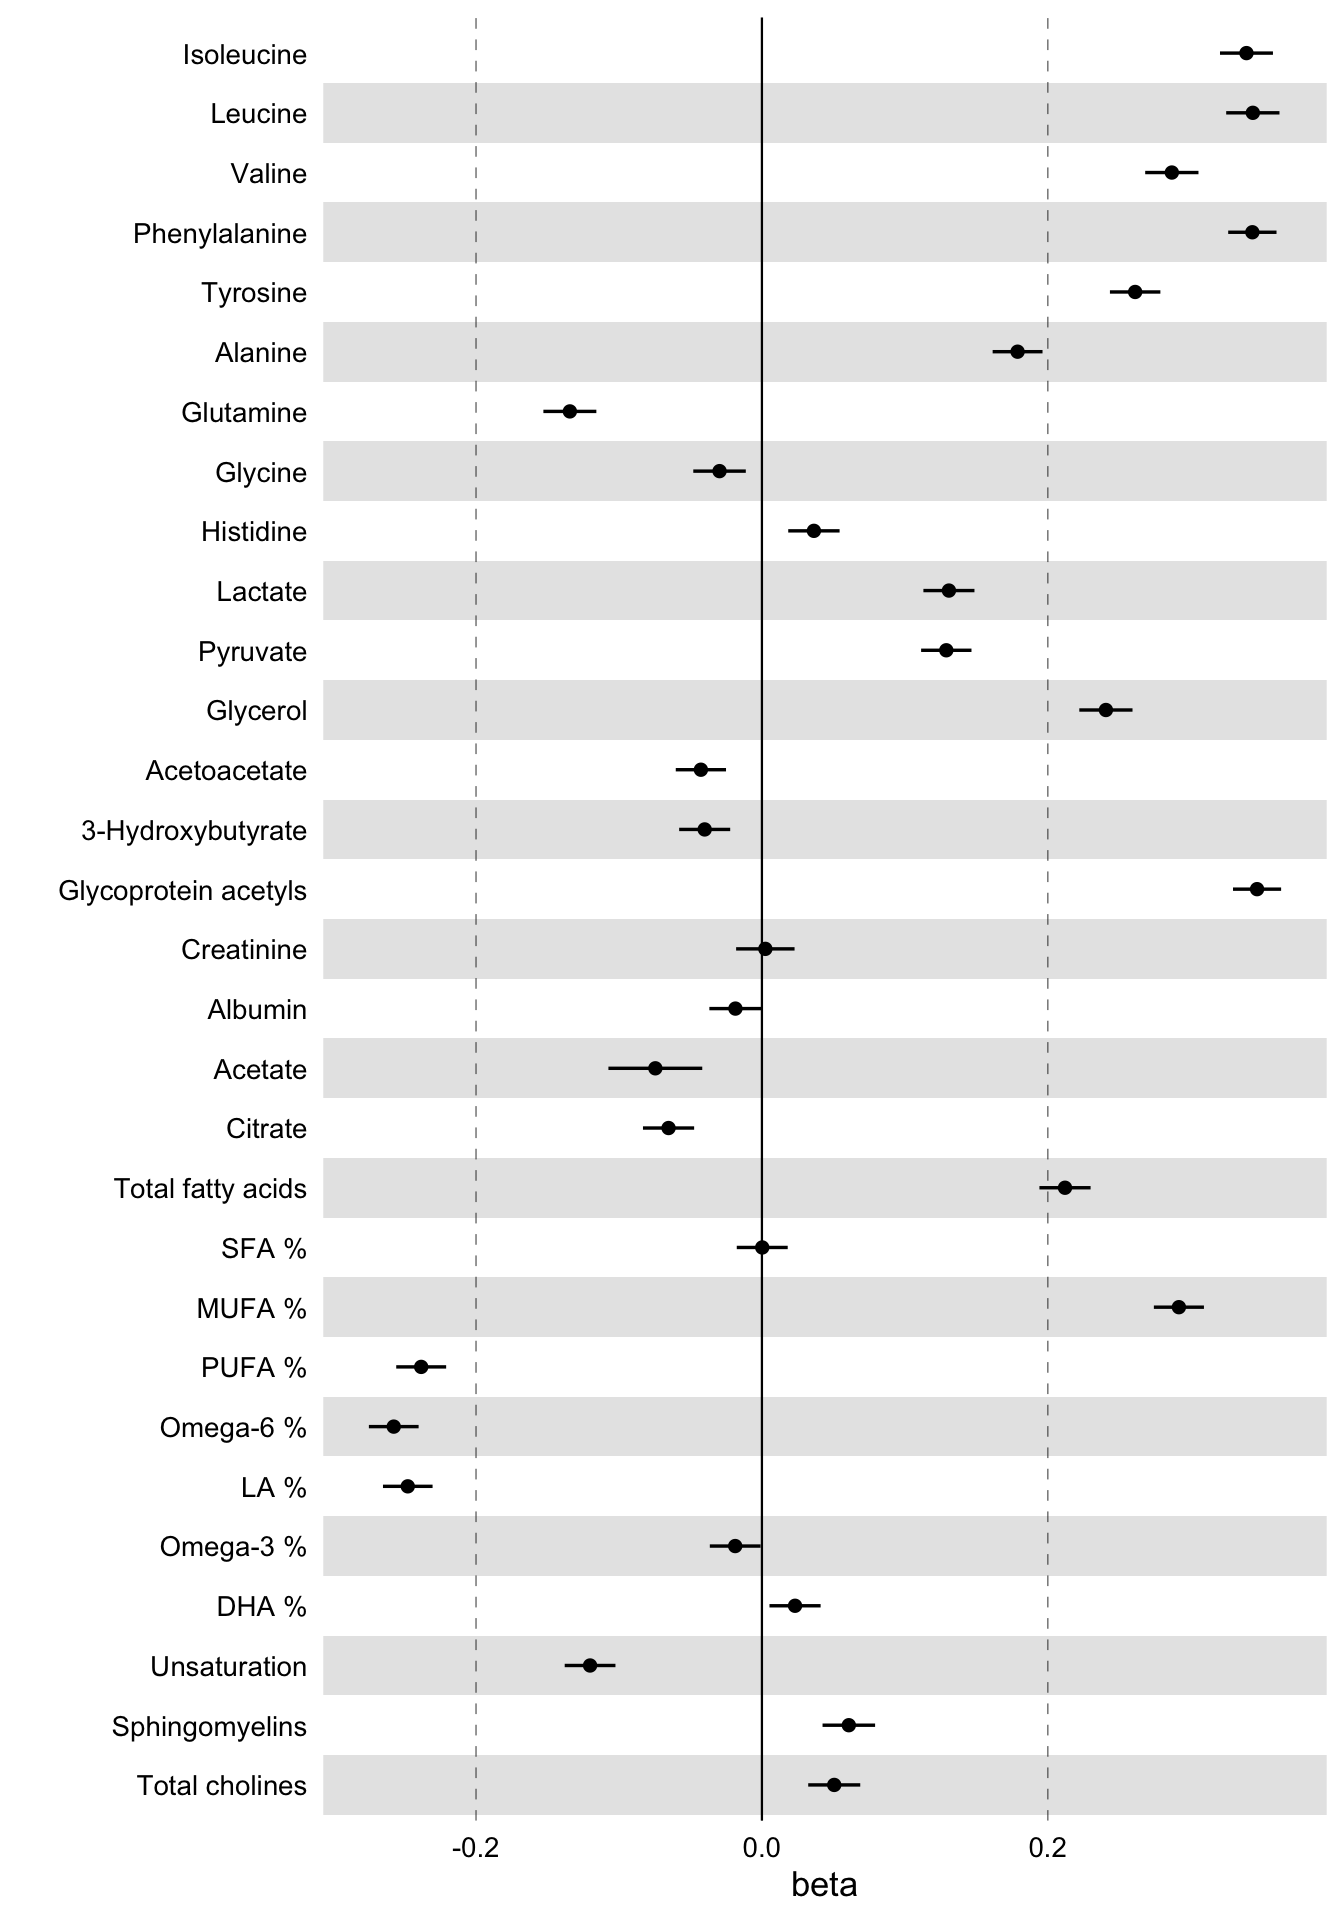 Isoleucine
Leucine
Valine
Phenylalanine
Tyrosine
Alanine
Glutamine
Glycine
Histidine
Lactate
Pyruvate
Glycerol
Acetoacetate
3-Hydroxybutyrate
Glycoprotein acetyls
Creatinine
Albumin
Acetate
Citrate
Total fatty acids
SFA %
MUFA %
PUFA %
Omega-6 %
LA %
Omega-3 %
DHA %
Unsaturation
Sphingomyelins
Total cholines
-0.2 0.0 0.2
beta